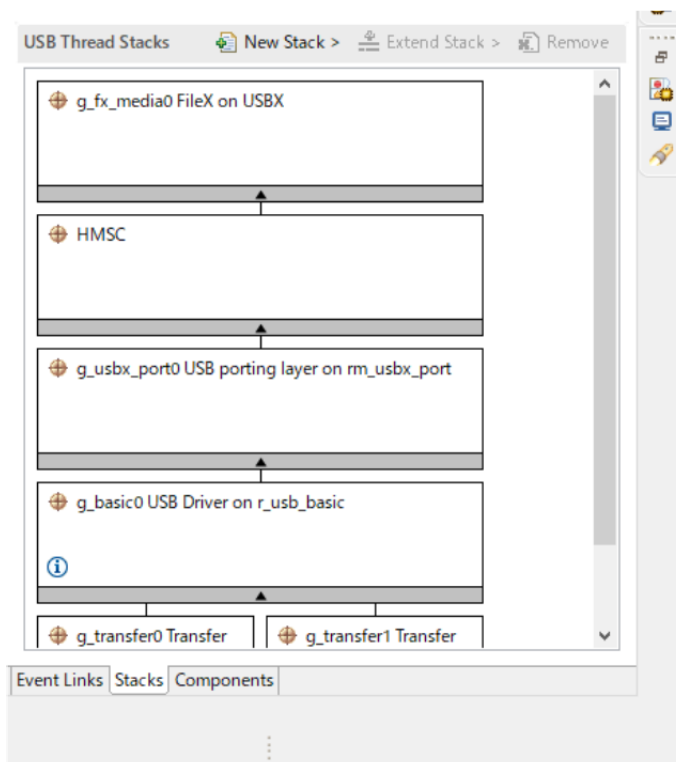 USB Thread Stacks New Stack > Extend Stack > Remove
g_fx_media0 FileX on USBX
HMSC
g_usbx_port0 USB porting layer on rm_usbx_port
g_basic0 USB Driver on r_usb_basic
g_transfer0 Transfer g_transfer1 Transfer
Event Links Stacks Components